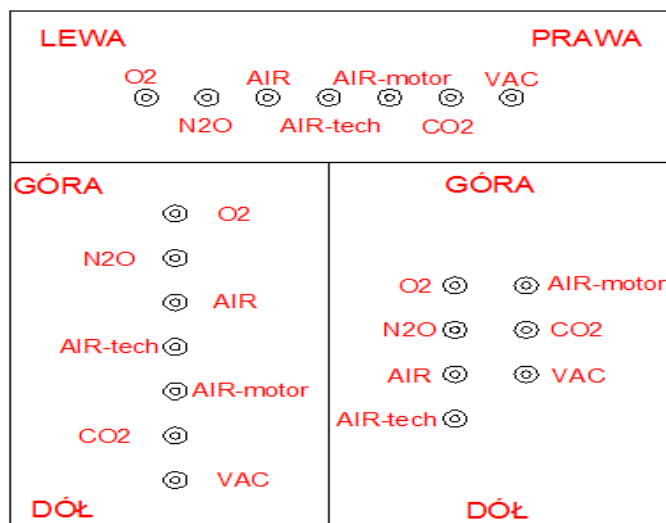 LEWA PRAWA
O2 AIR AIR-motor VAC
N2O AIR-tech CO2
GÓRA
O2
N2O
AIR
AIR-tech
AIR-motor
CO2
VAC
DÓŁ
GÓRA
O2 AIR-motor
N2O CO2
AIR VAC
AIR-tech
DÓŁ